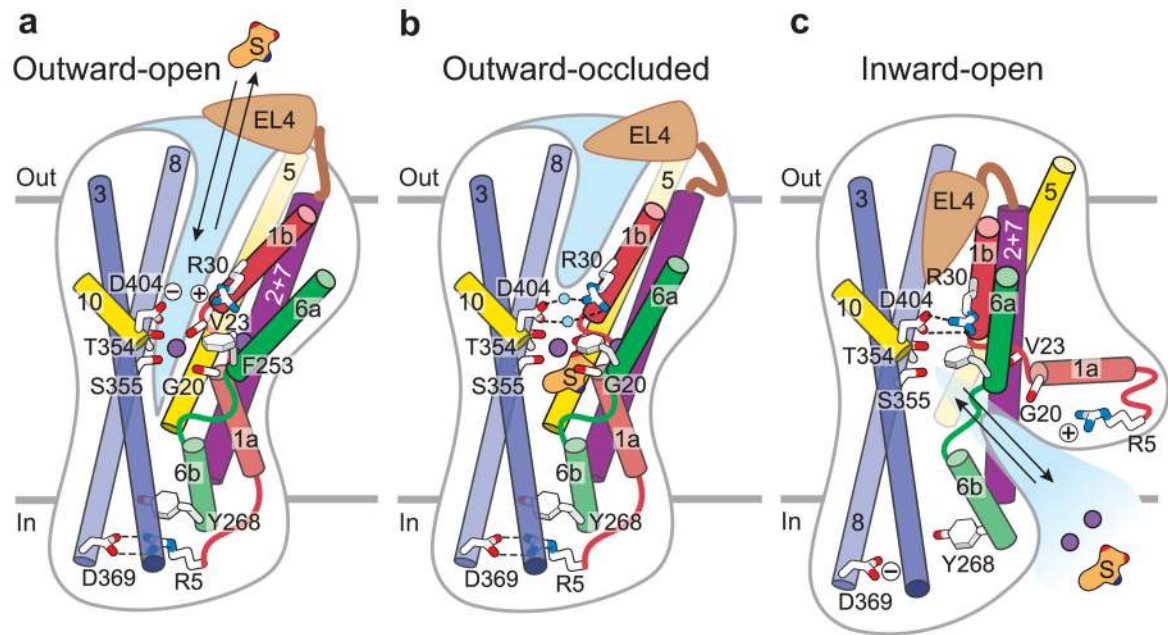 a
Outward-open
S
EL4
Out
3
8
5
1b
R30
D404
−
+
2+7
6a
10
V23
T354
F253
S355
G20
1a
6b
In
Y268
D369
R5
b
Outward-occluded
EL4
Out
3
8
5
1b
R30
D404
2+7
6a
10
T354
S355
S
G20
1a
6b
In
Y268
D369
R5
c
Inward-open
Out
3
EL4
5
1b
2+7
R30
D404
6a
10
V23
T354
1a
S355
G20
+
R5
6b
In
8
Y268
S
D369
−